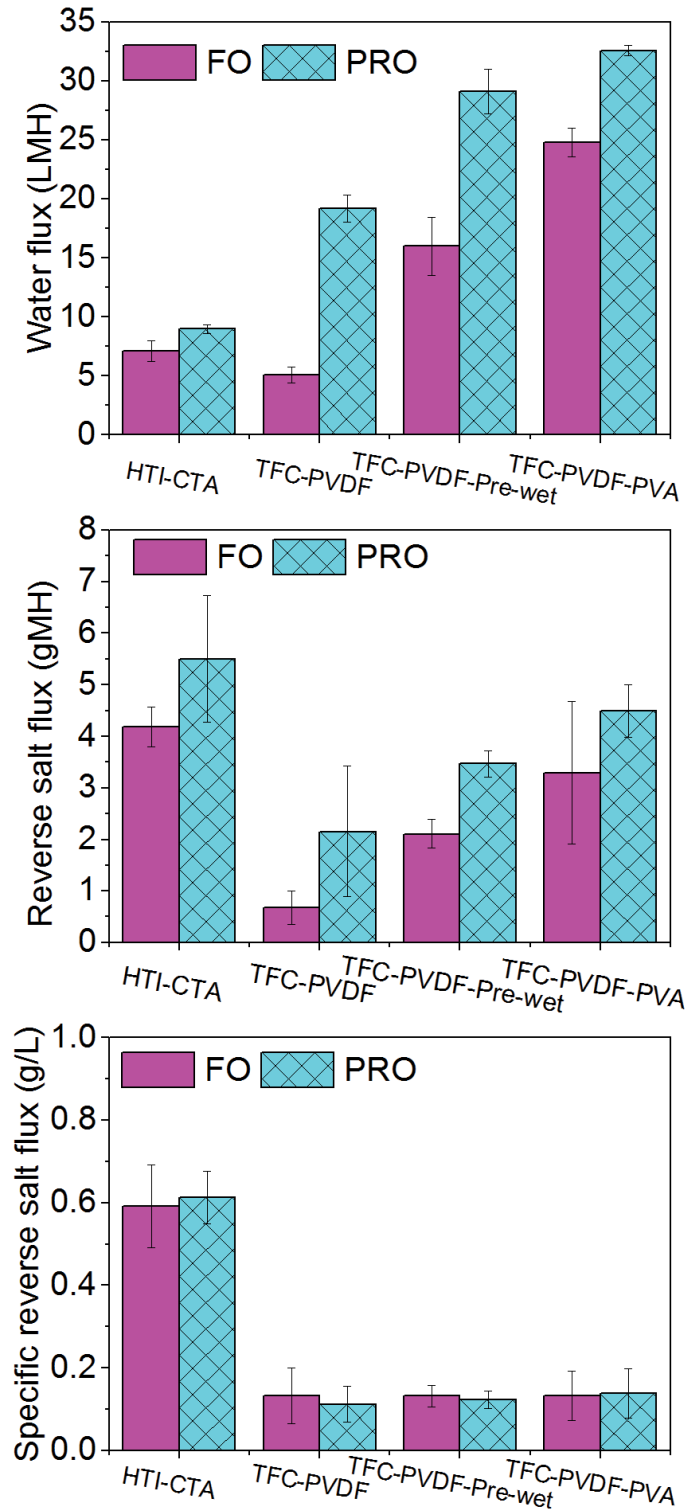 Water flux (LMH)
35
30
25
20
15
10
5
0
FO PRO
HTI-CTA TFC-PVDF TFC-PVDF-Pre-wet TFC-PVDF-PVA
Reverse salt flux (gMH)
8
7
6
5
4
3
2
1
0
FO PRO
HTI-CTA TFC-PVDF TFC-PVDF-Pre-wet TFC-PVDF-PVA
Specific reverse salt flux (g/L)
1.0
0.8
0.6
0.4
0.2
0.0
FO PRO
HTI-CTA TFC-PVDF TFC-PVDF-Pre-wet TFC-PVDF-PVA